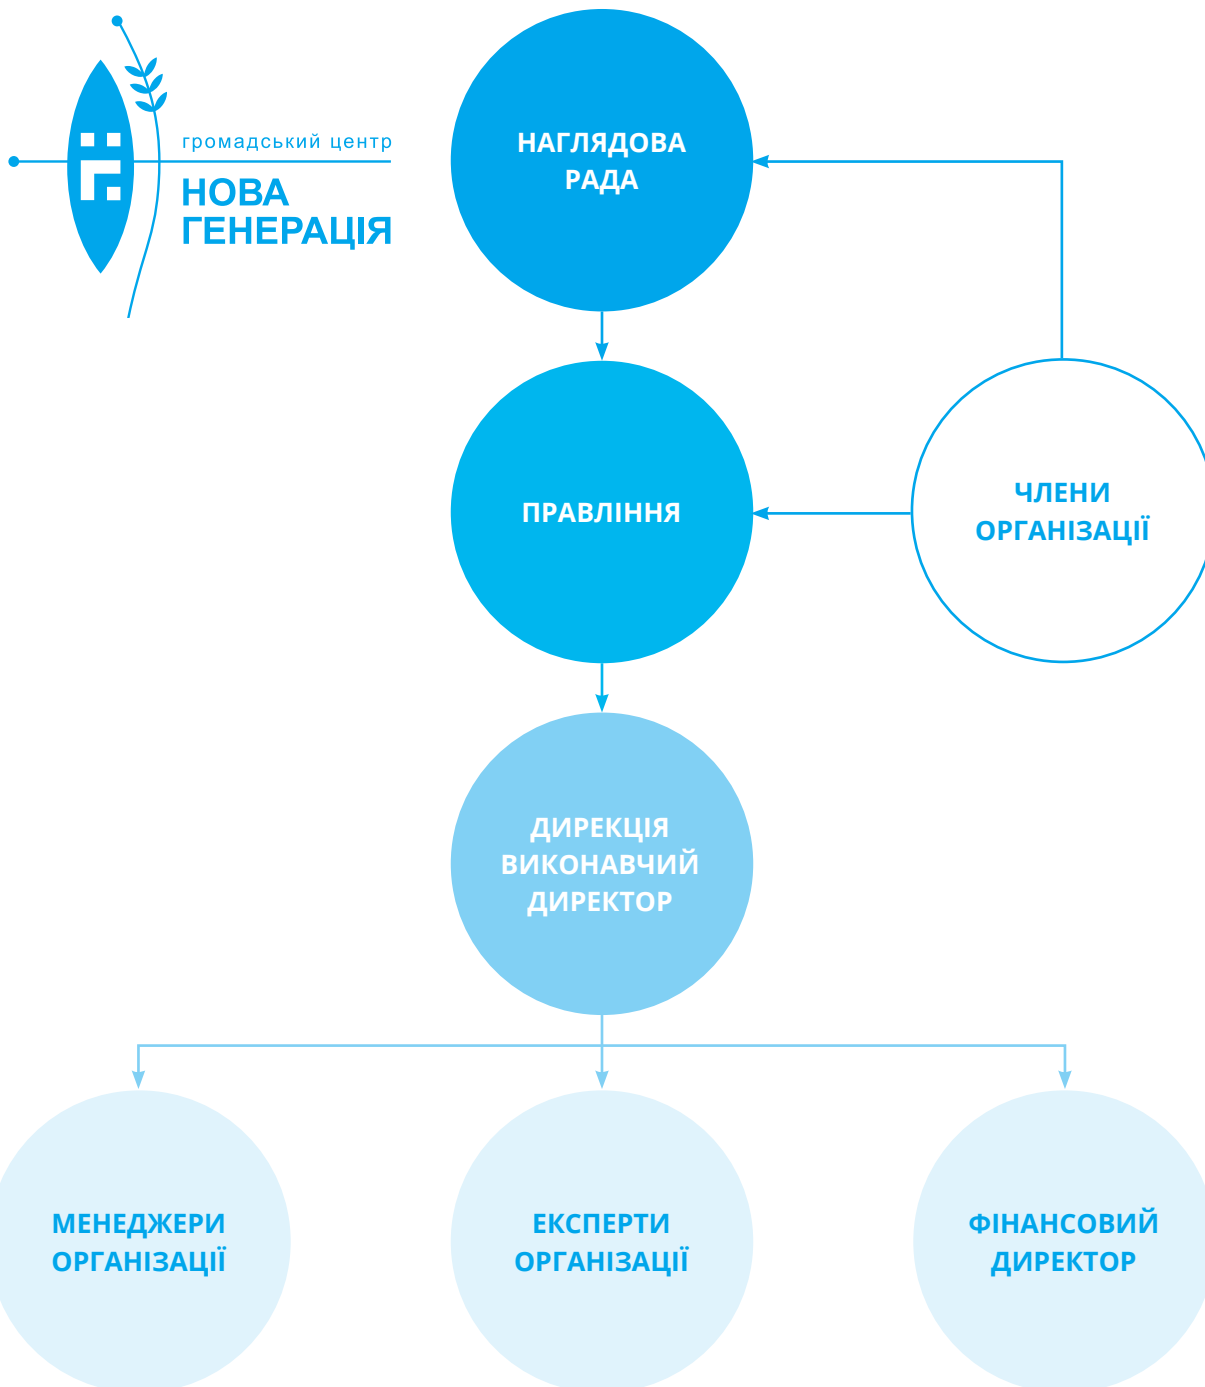 громадський центр
НОВА
ГЕНЕРАЦІЯ
НАГЛЯДОВА
РАДА
ПРАВЛІННЯ
ЧЛЕНИ
ОРГАНІЗАЦІЇ
ДИРЕКЦІЯ
ВИКОНАВЧИЙ
ДИРЕКТОР
МЕНЕДЖЕРИ
ОРГАНІЗАЦІЇ
ЕКСПЕРТИ
ОРГАНІЗАЦІЇ
ФІНАНСОВИЙ
ДИРЕКТОР